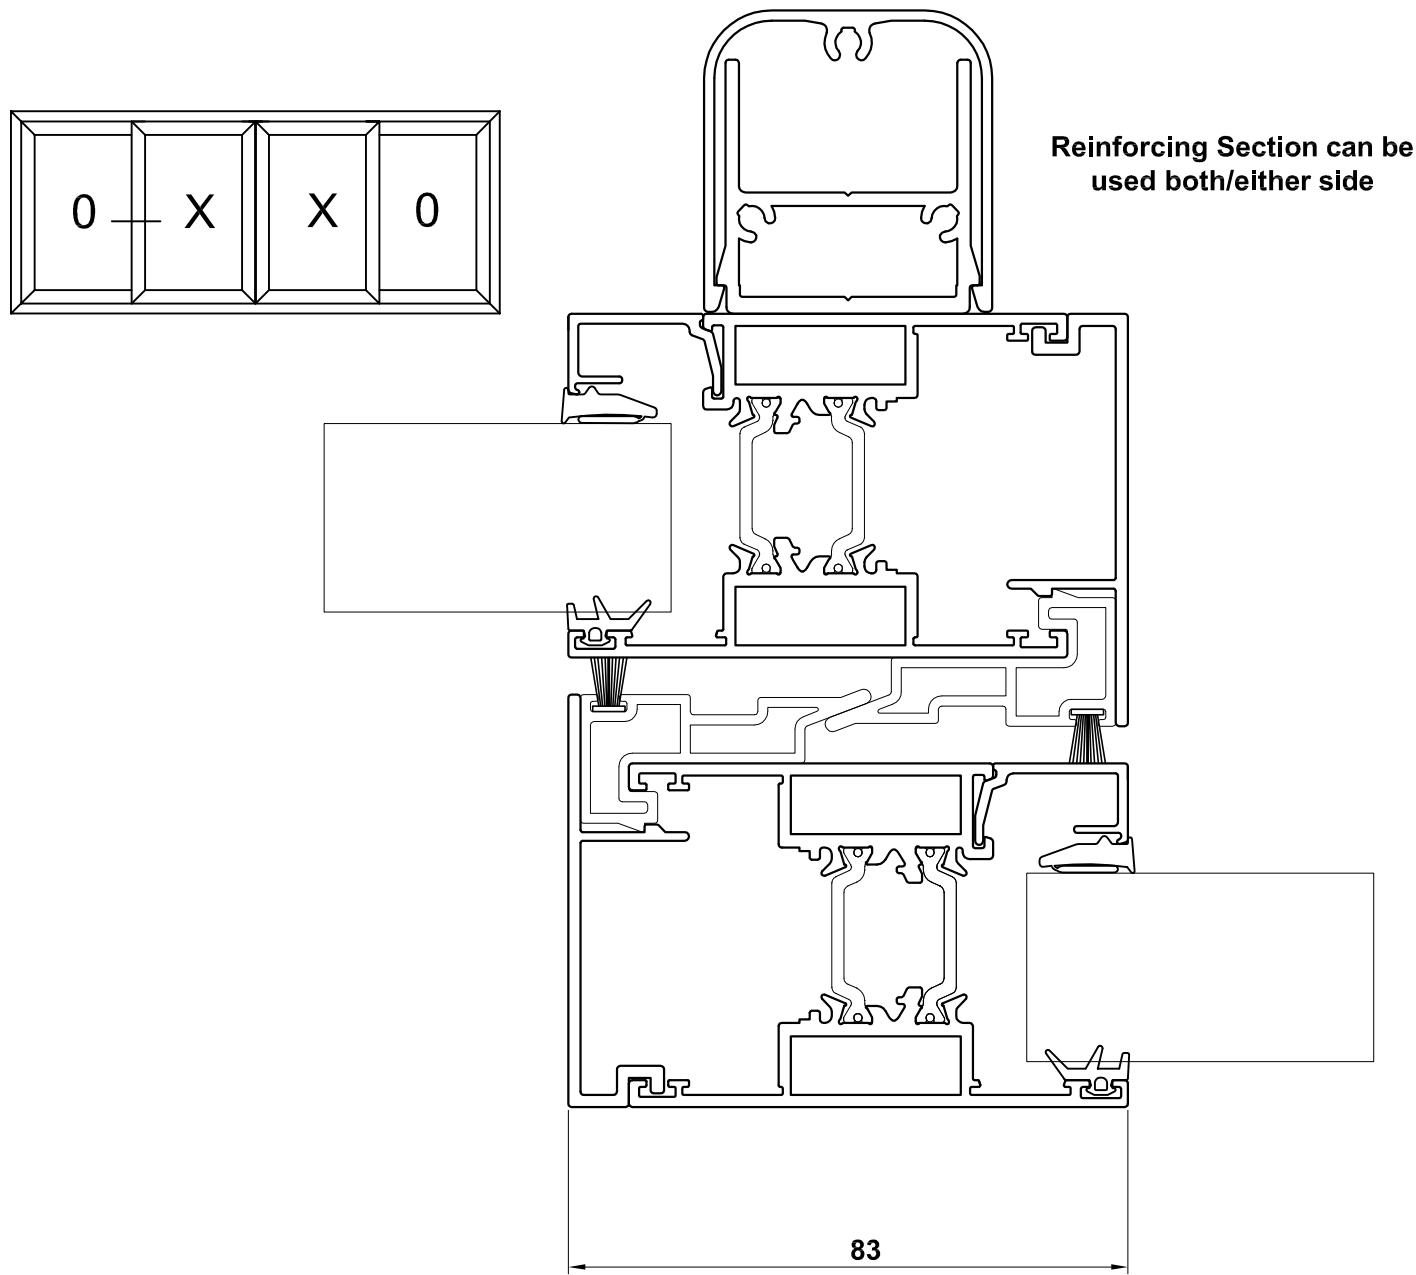 Reinforcing Section can be
used both/either side
0 X X 0
83